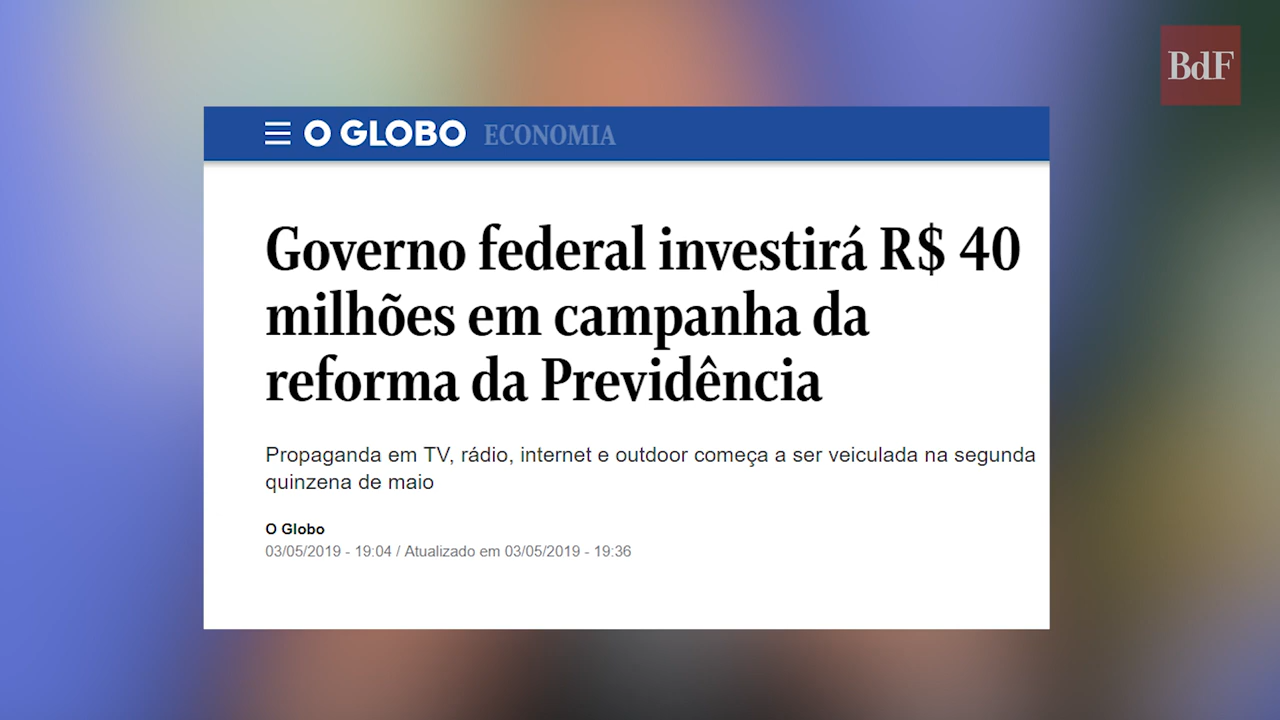 BdF
O GLOBO ECONOMIA
Governo federal investirá R$ 40
milhões em campanha da
reforma da Previdência
Propaganda em TV, rádio, internet e outdoor começa a ser veiculada na segunda
quinzena de maio
O Globo
03/05/2019 - 19:04 / Atualizado em 03/05/2019 - 19:36